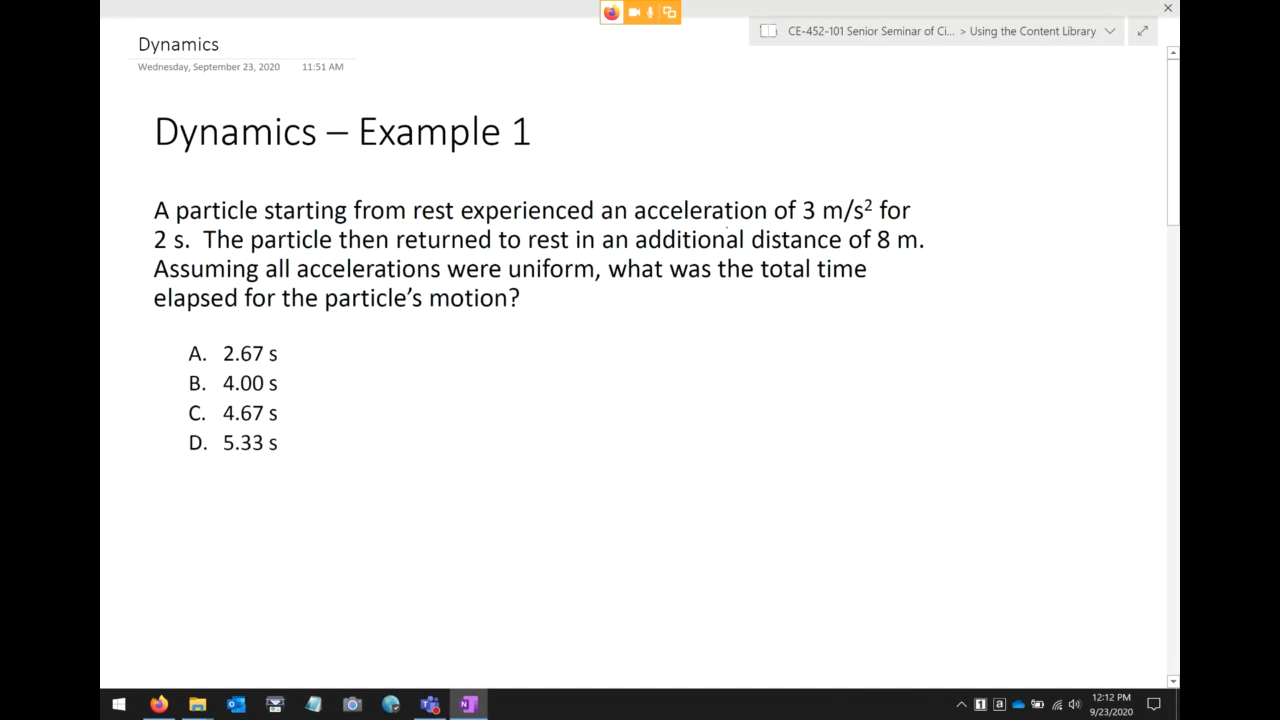 CE-452-101 Senior Seminar of Ci... > Using the Content Library
Dynamics
Wednesday, September 23, 2020 11:51 AM
Dynamics – Example 1
A particle starting from rest experienced an acceleration of 3 m/s² for
2 s. The particle then returned to rest in an additional distance of 8 m.
Assuming all accelerations were uniform, what was the total time
elapsed for the particle’s motion?
A. 2.67 s
B. 4.00 s
C. 4.67 s
D. 5.33 s
12:12 PM
9/23/2020